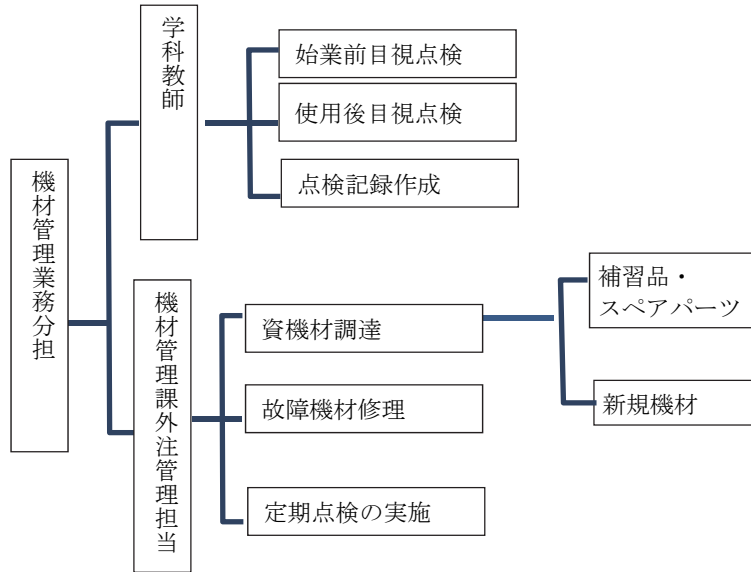 機材管理業務分担
学科教師
始業前目視点検
使用後目視点検
点検記録作成
機材管理課外注管理担当
資機材調達
補習品・
スペアパーツ
新規機材
故障機材修理
定期点検の実施